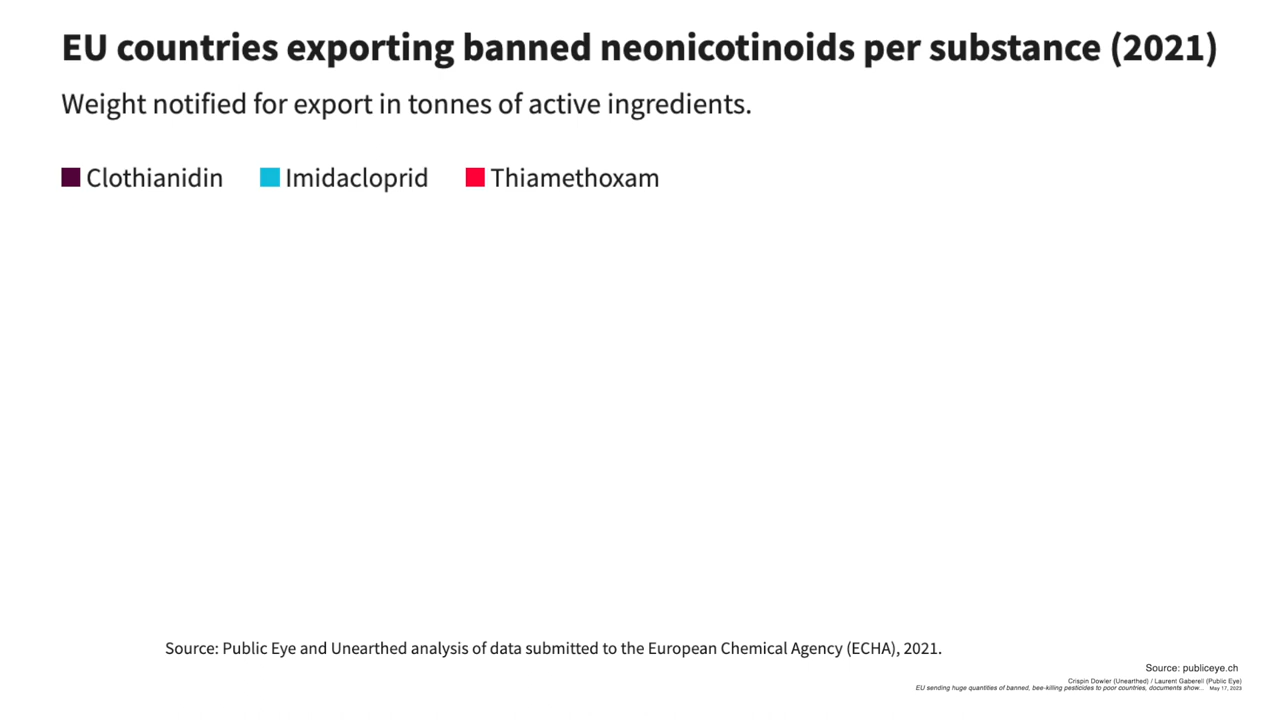 EU countries exporting banned neonicotinoids per substance (2021)
Weight notified for export in tonnes of active ingredients.
Clothianidin Imidacloprid Thiamethoxam
Source: Public Eye and Unearthed analysis of data submitted to the European Chemical Agency (ECHA), 2021.
Source: publiceye.ch
Crispin Dowler (Unearthed) / Laurent Gaberell (Public Eye)
EU sending huge quantities of banned, bee-killing pesticides to poor countries, documents show... May 17, 2023